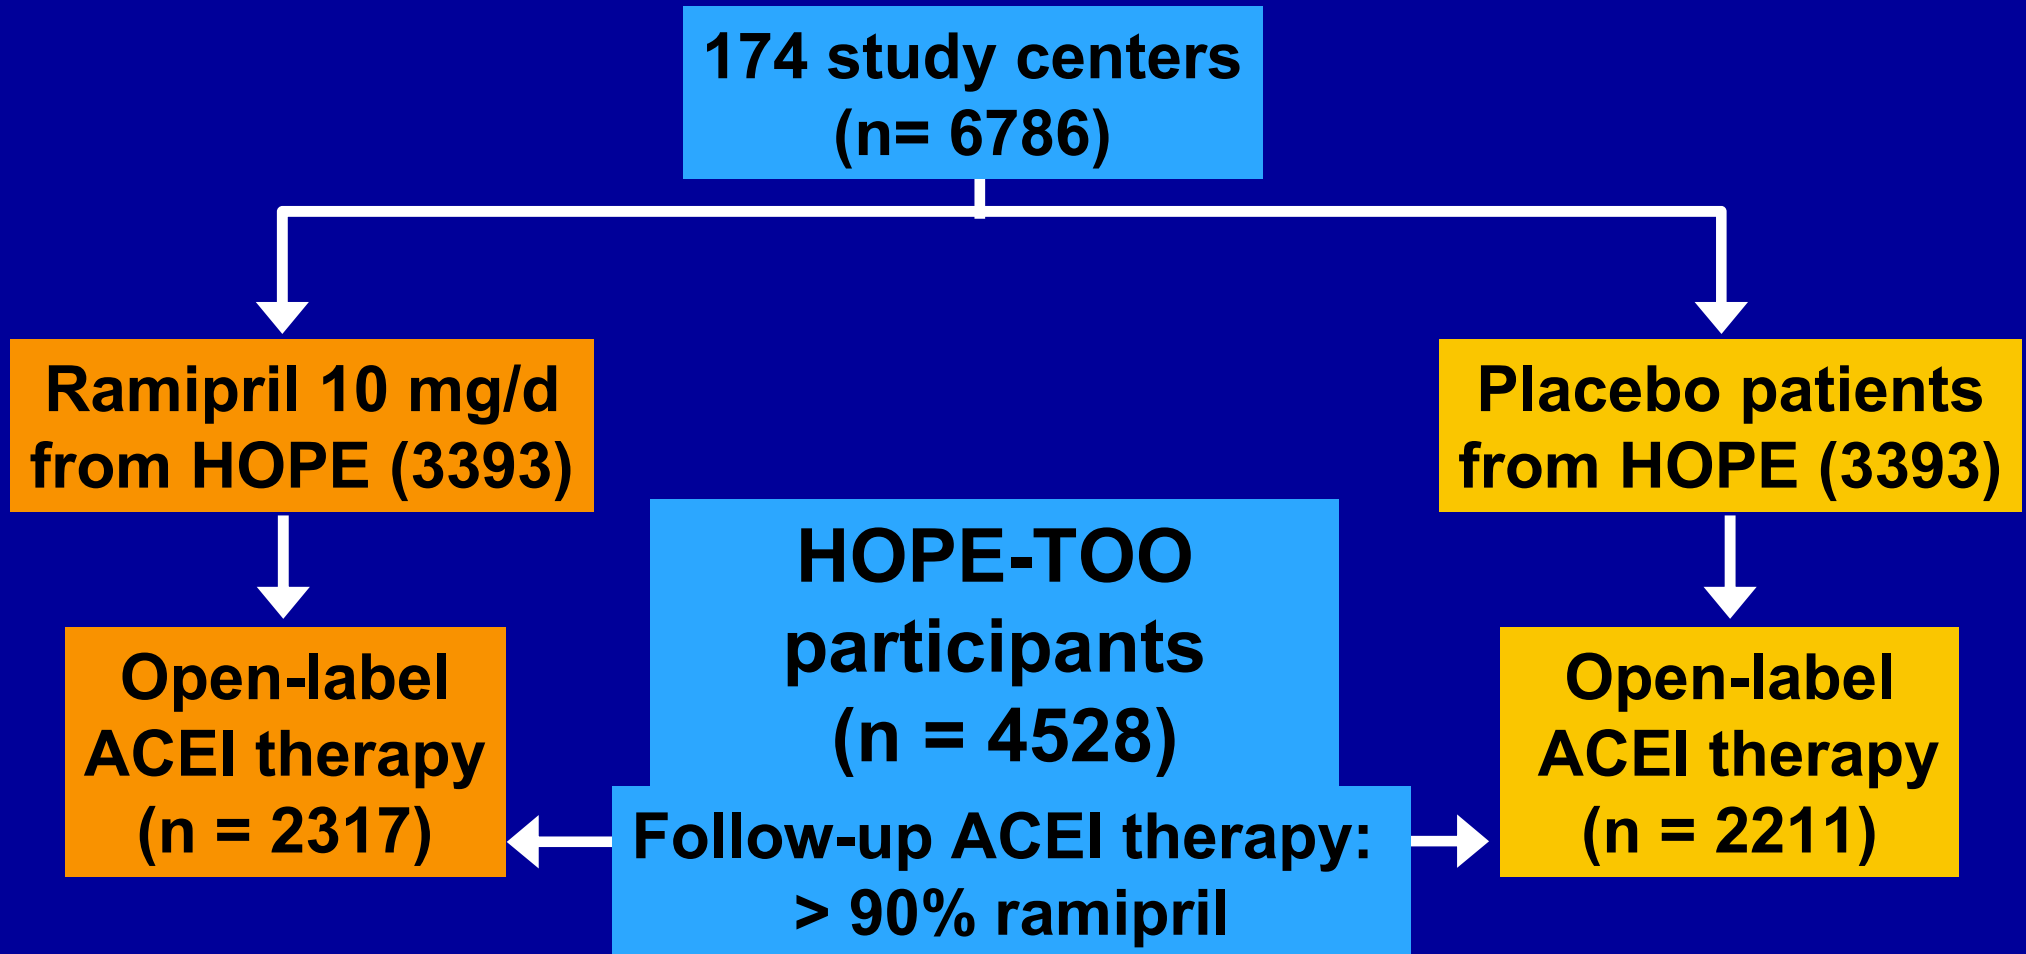 174 study centers
(n= 6786)
Ramipril 10 mg/d
from HOPE (3393)
Placebo patients
from HOPE (3393)
HOPE-TOO
participants
(n = 4528)
Open-label
ACEI therapy
(n = 2317)
Follow-up ACEI therapy:
> 90% ramipril
Open-label
ACEI therapy
(n = 2211)